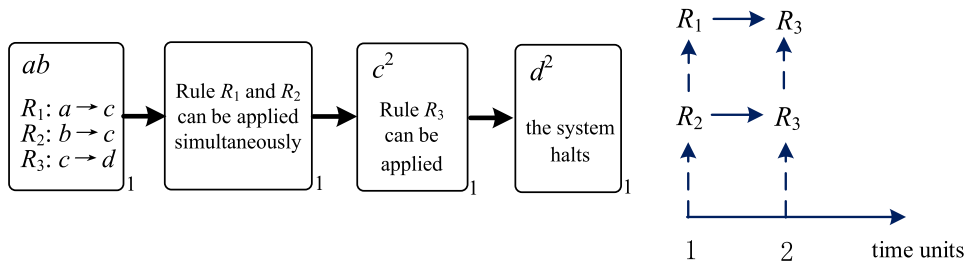 ab
R₁: a → c
R₂: b → c
R₃: c → d
1
Rule R₁ and R₂
can be applied
simultaneously
1
c²
Rule R₃
can be
applied
1
d²
the system
halts
1
R₁ R₃
R₂ R₃
1 2 time units